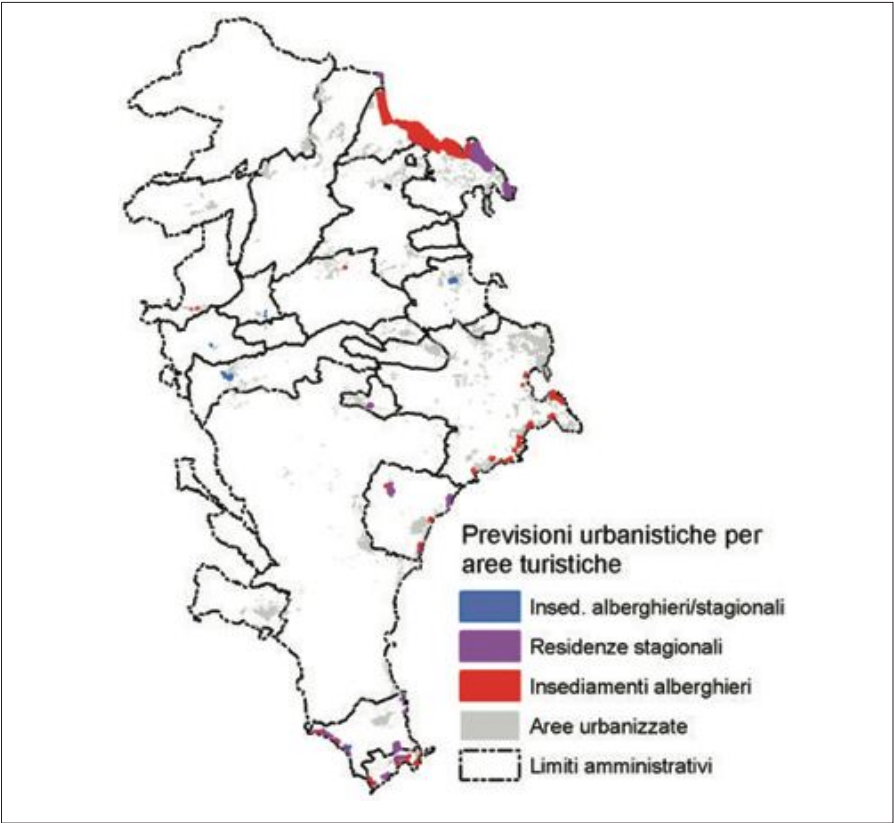 Previsioni urbanistiche per
aree turistiche
Insed. alberghieri/stagionali
Residenze stagionali
Insediamenti alberghieri
Aree urbanizzate
Limiti amministrativi